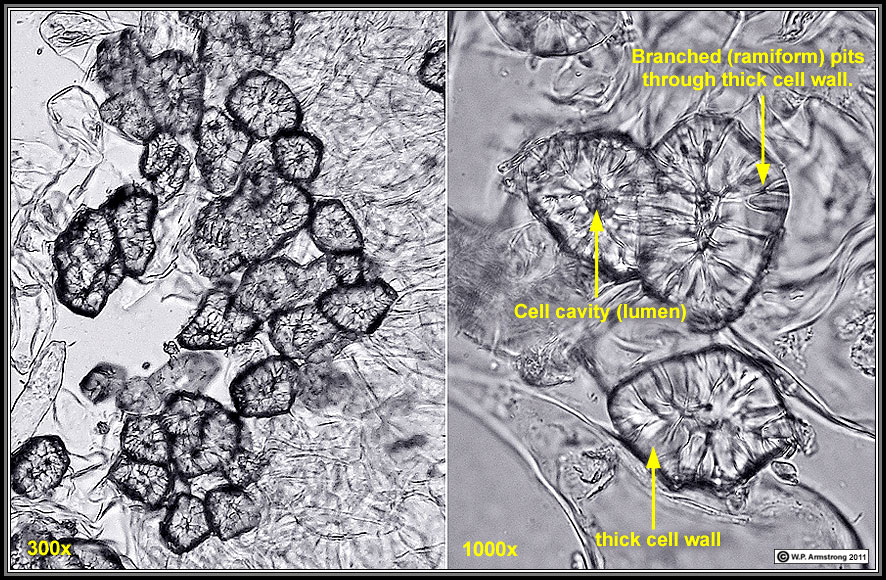 Branched (ramiform) pits
through thick cell wall.
Cell cavity (lumen)
thick cell wall
300x
1000x
© W.P. Armstrong 2011